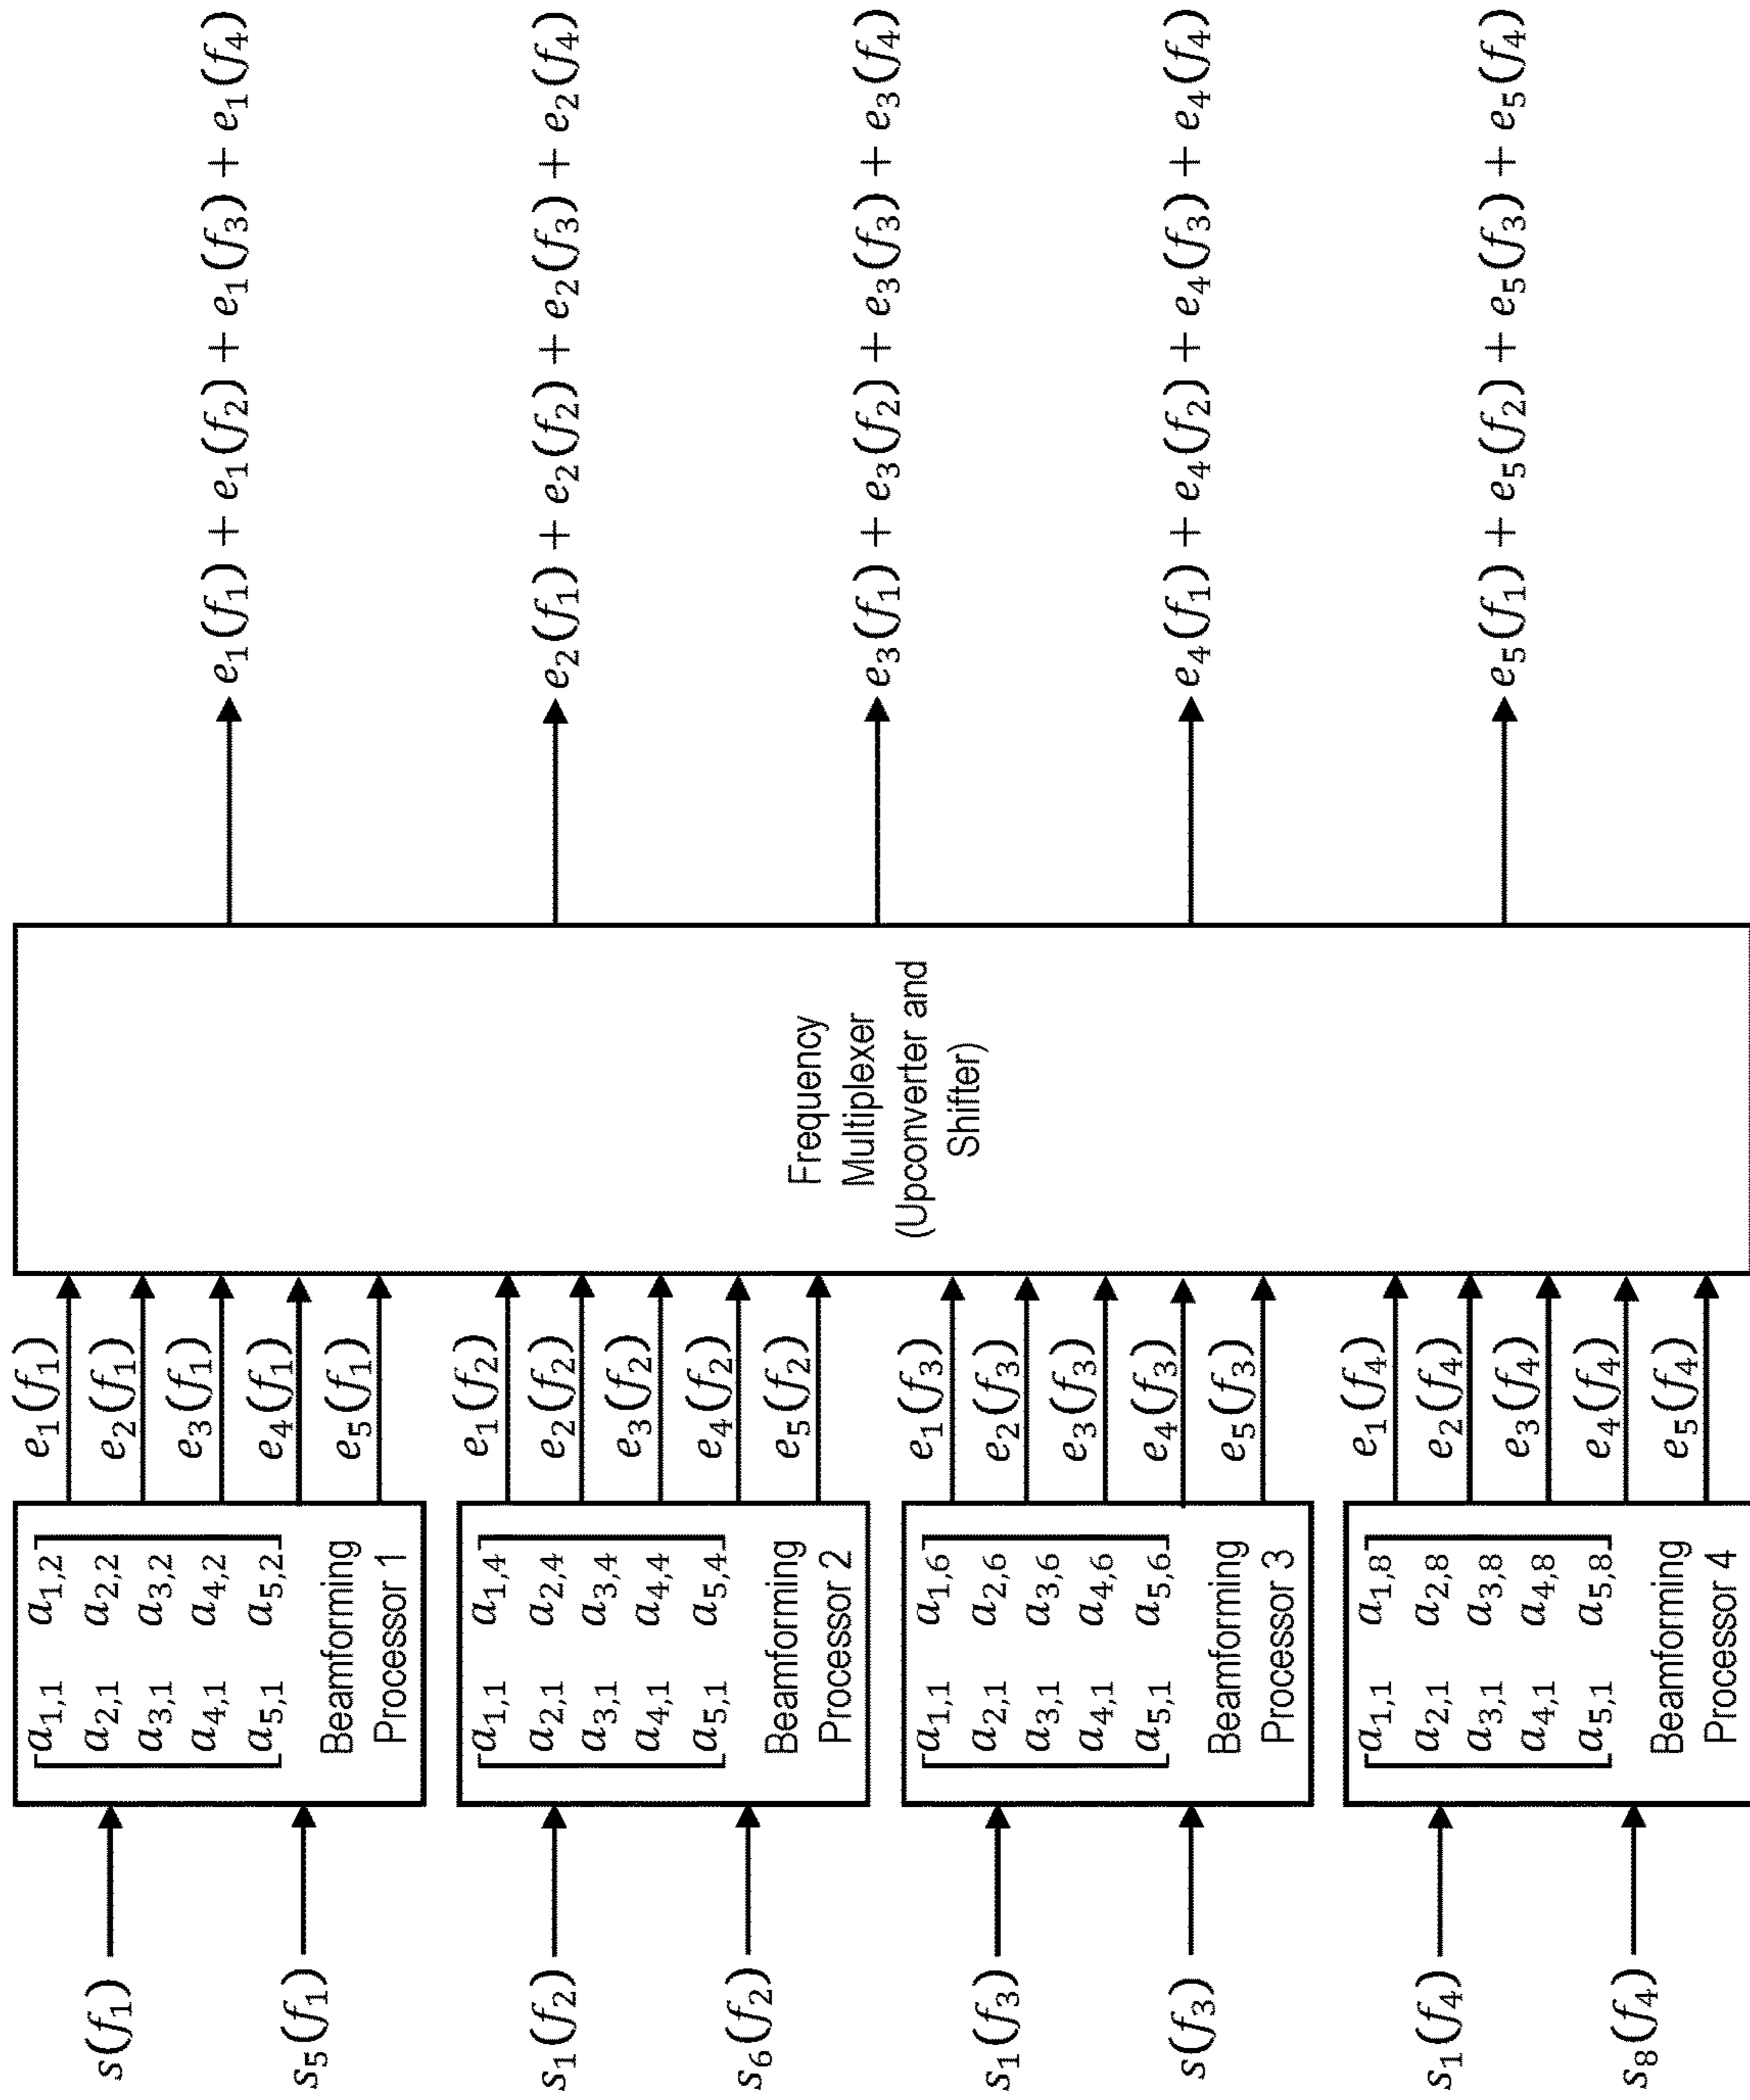 s(f₁)
s₅(f₁)
s₁(f₂)
s₆(f₂)
s₁(f₃)
s(f₃)
s₁(f₄)
s₈(f₄)
a₁,₁ a₁,₂
a₂,₁ a₂,₂
a₃,₁ a₃,₂
a₄,₁ a₄,₂
a₅,₁ a₅,₂
Beamforming
Processor 1
a₁,₁ a₁,₄
a₂,₁ a₂,₄
a₃,₁ a₃,₄
a₄,₁ a₄,₄
a₅,₁ a₅,₄
Beamforming
Processor 2
a₁,₁ a₁,₆
a₂,₁ a₂,₆
a₃,₁ a₃,₆
a₄,₁ a₄,₆
a₅,₁ a₅,₆
Beamforming
Processor 3
a₁,₁ a₁,₈
a₂,₁ a₂,₈
a₃,₁ a₃,₈
a₄,₁ a₄,₈
a₅,₁ a₅,₈
Beamforming
Processor 4
e₁(f₁)
e₂(f₁)
e₃(f₁)
e₄(f₁)
e₅(f₁)
e₁(f₂)
e₂(f₂)
e₃(f₂)
e₄(f₂)
e₅(f₂)
e₁(f₃)
e₂(f₃)
e₃(f₃)
e₄(f₃)
e₅(f₃)
e₁(f₄)
e₂(f₄)
e₃(f₄)
e₄(f₄)
e₅(f₄)
Frequency
Multiplexer
(Upconverter and
Shifter)
e₁(f₁) + e₁(f₂) + e₁(f₃) + e₁(f₄)
e₂(f₁) + e₂(f₂) + e₂(f₃) + e₂(f₄)
e₃(f₁) + e₃(f₂) + e₃(f₃) + e₃(f₄)
e₄(f₁) + e₄(f₂) + e₄(f₃) + e₄(f₄)
e₅(f₁) + e₅(f₂) + e₅(f₃) + e₅(f₄)